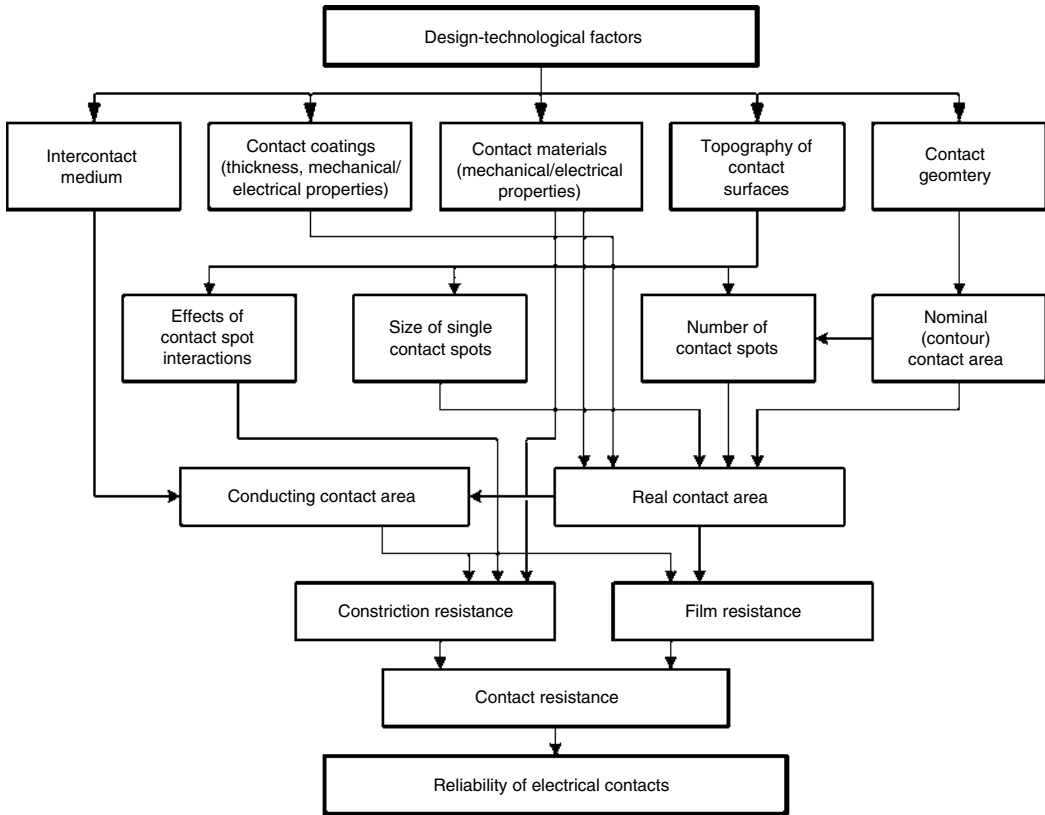 Design-technological factors
Intercontact
medium
Contact coatings
(thickness, mechanical/
electrical properties)
Contact materials
(mechanical/electrical
properties)
Topography of
contact
surfaces
Contact
geomtery
Effects of
contact spot
interactions
Size of single
contact spots
Number of
contact spots
Nominal
(contour)
contact area
Conducting contact area
Real contact area
Constriction resistance
Film resistance
Contact resistance
Reliability of electrical contacts